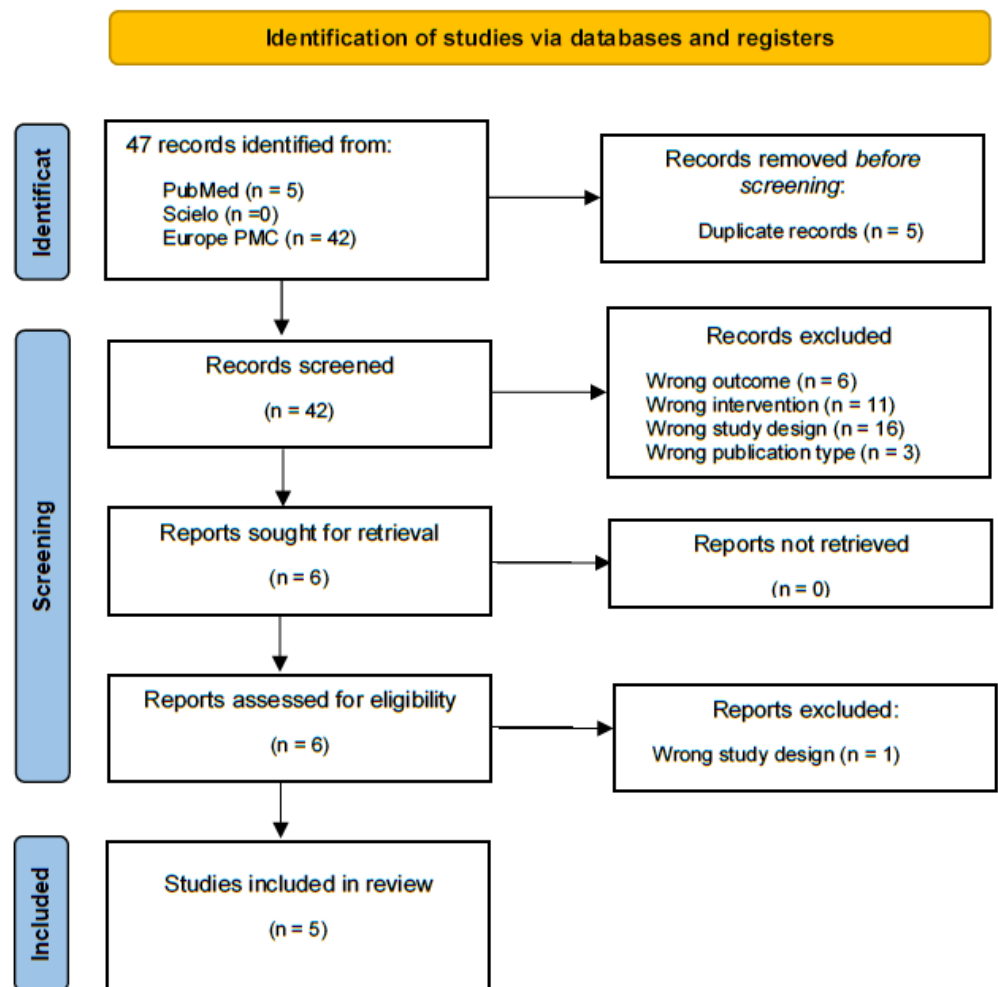 Identification of studies via databases and registers
Identificat
47 records identified from:
PubMed (n = 5)
Scielo (n =0)
Europe PMC (n = 42)
Records removed before
screening:
Duplicate records (n = 5)
Screening
Records screened
(n = 42)
Records excluded
Wrong outcome (n = 6)
Wrong intervention (n = 11)
Wrong study design (n = 16)
Wrong publication type (n = 3)
Reports sought for retrieval
(n = 6)
Reports not retrieved
(n = 0)
Reports assessed for eligibility
(n = 6)
Reports excluded:
Wrong study design (n = 1)
Included
Studies included in review
(n = 5)